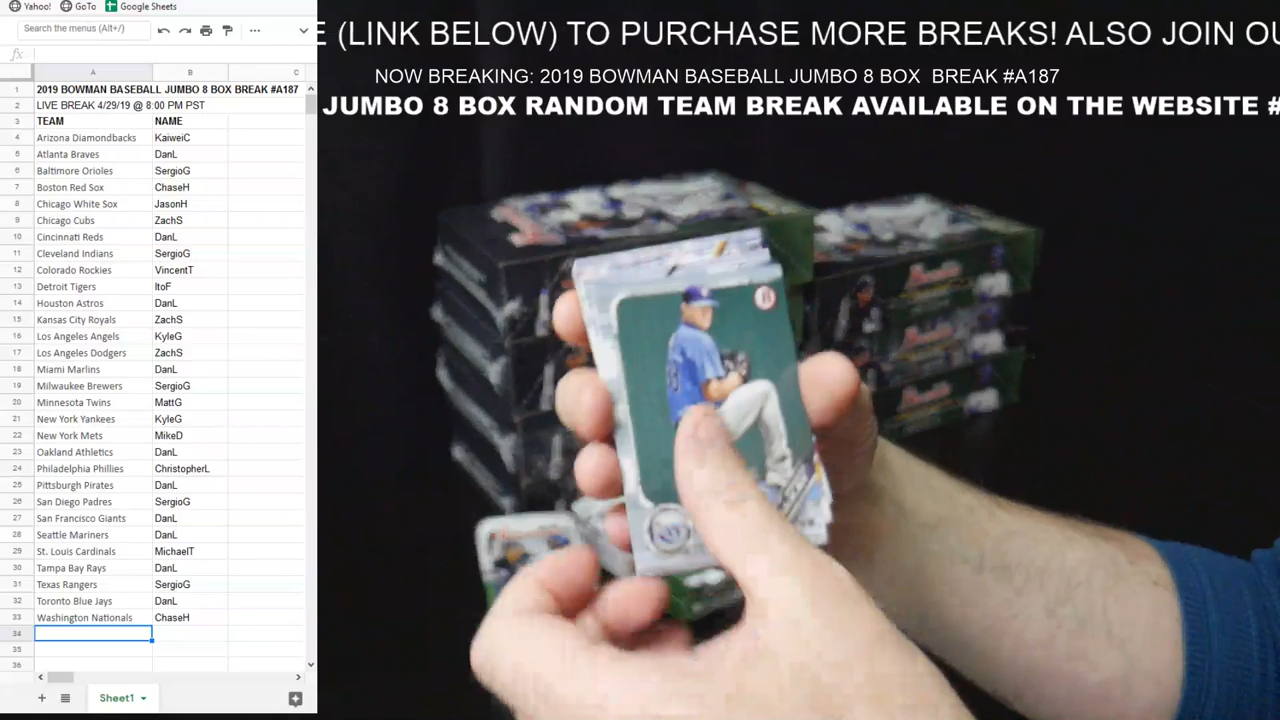 Yahoo! GoTo Google Sheets
Search the menus (Alt+/)
fx
A B C
1 2019 BOWMAN BASEBALL JUMBO 8 BOX BREAK #A187
2 LIVE BREAK 4/29/19 @ 8:00 PM PST
3 TEAM NAME
4 Arizona Diamondbacks KaiweiC
5 Atlanta Braves DanL
6 Baltimore Orioles SergioG
7 Boston Red Sox ChaseH
8 Chicago White Sox JasonH
9 Chicago Cubs ZachS
10 Cincinnati Reds DanL
11 Cleveland Indians SergioG
12 Colorado Rockies VincentT
13 Detroit Tigers ItoF
14 Houston Astros DanL
15 Kansas City Royals ZachS
16 Los Angeles Angels KyleG
17 Los Angeles Dodgers ZachS
18 Miami Marlins DanL
19 Milwaukee Brewers SergioG
20 Minnesota Twins MattG
21 New York Yankees KyleG
22 New York Mets MikeD
23 Oakland Athletics DanL
24 Philadelphia Phillies ChristopherL
25 Pittsburgh Pirates DanL
26 San Diego Padres SergioG
27 San Francisco Giants DanL
28 Seattle Mariners DanL
29 St. Louis Cardinals MichaelT
30 Tampa Bay Rays DanL
31 Texas Rangers SergioG
32 Toronto Blue Jays DanL
33 Washington Nationals ChaseH
34
35
36
Sheet1
E (LINK BELOW) TO PURCHASE MORE BREAKS! ALSO JOIN OU
NOW BREAKING: 2019 BOWMAN BASEBALL JUMBO 8 BOX BREAK #A187
JUMBO 8 BOX RANDOM TEAM BREAK AVAILABLE ON THE WEBSITE #